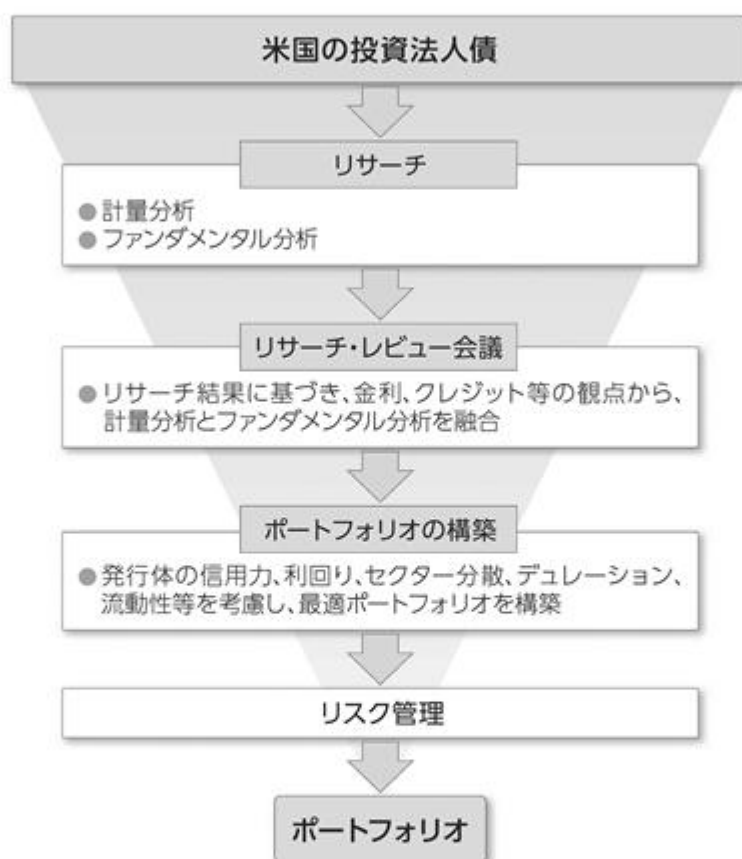 米国の投資法人債
リサーチ
● 計量分析
● ファンダメンタル分析
リサーチ・レビュー会議
● リサーチ結果に基づき、金利、クレジット等の観点から、
計量分析とファンダメンタル分析を融合
ポートフォリオの構築
● 発行体の信用力、利回り、セクター分散、デュレーション、
流動性等を考慮し、最適ポートフォリオを構築
リスク管理
ポートフォリオ